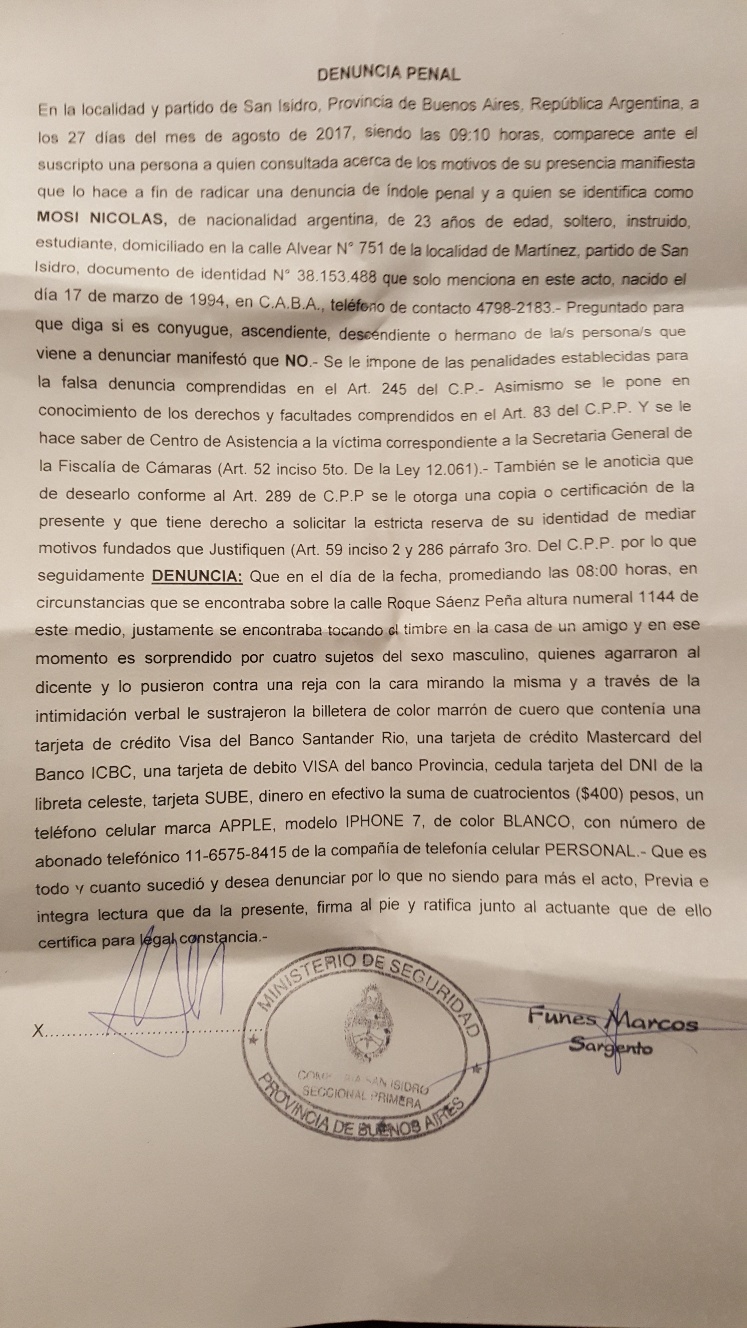 DENUNCIA PENAL
En la localidad y partido de San Isidro, Provincia de Buenos Aires, República Argentina, a
los 27 días del mes de agosto de 2017, siendo las 09:10 horas, comparece ante el
suscripto una persona a quien consultada acerca de los motivos de su presencia manifiesta
que lo hace a fin de radicar una denuncia de índole penal y a quien se identifica como
MOSI NICOLAS, de nacionalidad argentina, de 23 años de edad, soltero, instruido,
estudiante, domiciliado en la calle Alvear N° 751 de la localidad de Martínez, partido de San
Isidro, documento de identidad N° 38.153.488 que solo menciona en este acto, nacido el
día 17 de marzo de 1994, en C.A.B.A., teléfono de contacto 4798-2183.- Preguntado para
que diga si es conyugue, ascendiente, descendiente o hermano de la/s persona/s que
viene a denunciar manifestó que NO.- Se le impone de las penalidades establecidas para
la falsa denuncia comprendidas en el Art. 245 del C.P.- Asimismo se le pone en
conocimiento de los derechos y facultades comprendidos en el Art. 83 del C.P.P. Y se le
hace saber de Centro de Asistencia a la víctima correspondiente a la Secretaria General de
la Fiscalía de Cámaras (Art. 52 inciso 5to. De la Ley 12.061).- También se le anoticia que
de desearlo conforme al Art. 289 de C.P.P se le otorga una copia o certificación de la
presente y que tiene derecho a solicitar la estricta reserva de su identidad de mediar
motivos fundados que Justifiquen (Art. 59 inciso 2 y 286 párrafo 3ro. Del C.P.P. por lo que
seguidamente DENUNCIA: Que en el día de la fecha, promediando las 08:00 horas, en
circunstancias que se encontraba sobre la calle Roque Sáenz Peña altura numeral 1144 de
este medio, justamente se encontraba tocando el timbre en la casa de un amigo y en ese
momento es sorprendido por cuatro sujetos del sexo masculino, quienes agarraron al
dicente y lo pusieron contra una reja con la cara mirando la misma y a través de la
intimidación verbal le sustrajeron la billetera de color marrón de cuero que contenía una
tarjeta de crédito Visa del Banco Santander Rio, una tarjeta de crédito Mastercard del
Banco ICBC, una tarjeta de debito VISA del banco Provincia, cedula tarjeta del DNI de la
libreta celeste, tarjeta SUBE, dinero en efectivo la suma de cuatrocientos ($400) pesos, un
teléfono celular marca APPLE, modelo IPHONE 7, de color BLANCO, con número de
abonado telefónico 11-6575-8415 de la compañía de telefonía celular PERSONAL.- Que es
todo y cuanto sucedió y desea denunciar por lo que no siendo para más el acto, Previa e
integra lectura que da la presente, firma al pie y ratifica junto al actuante que de ello
certifica para legal constancia.-
X..............................
MINISTERIO DE SEGURIDAD
SAN ISIDRO
SECCIONAL PRIMERA
PROVINCIA DE BUENOS AIRES
Funes Marcos
Sargento